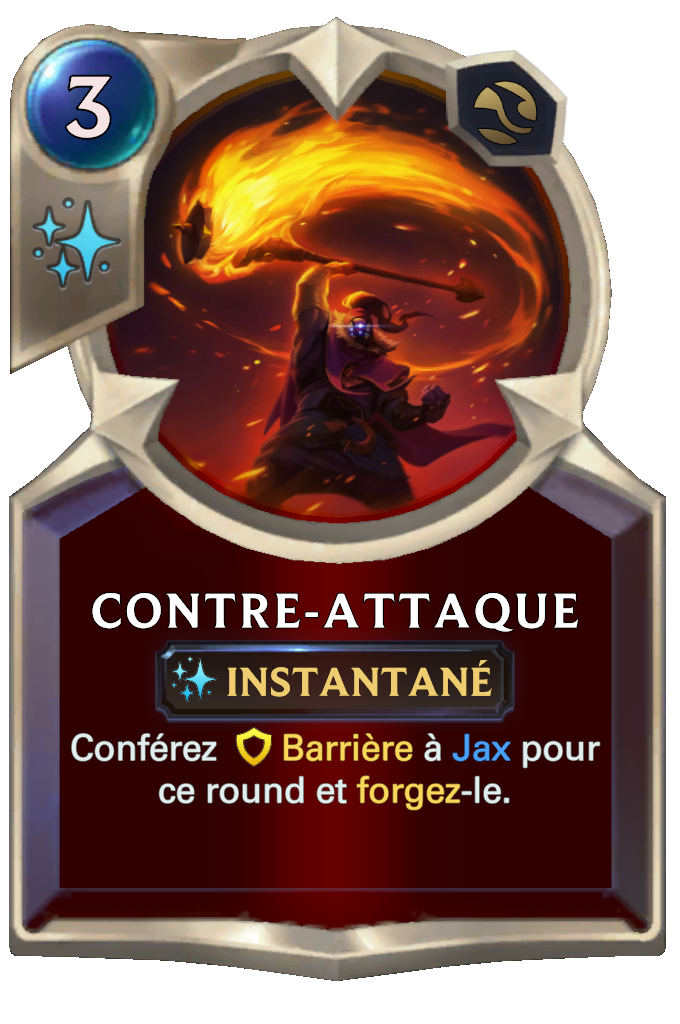 3
CONTRE-ATTAQUE
INSTANTANÉ
Conférez Barrière à Jax pour
ce round et forgez-le.